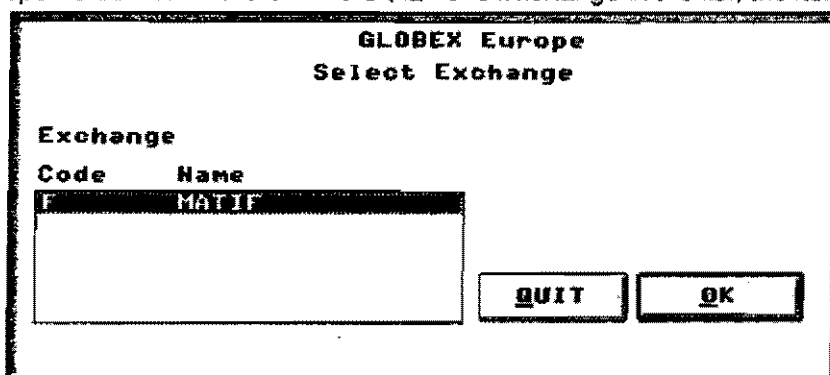 GLOBEX Europe
Select Exchange
Exchange
Code Name
F MATIF
QUIT OK